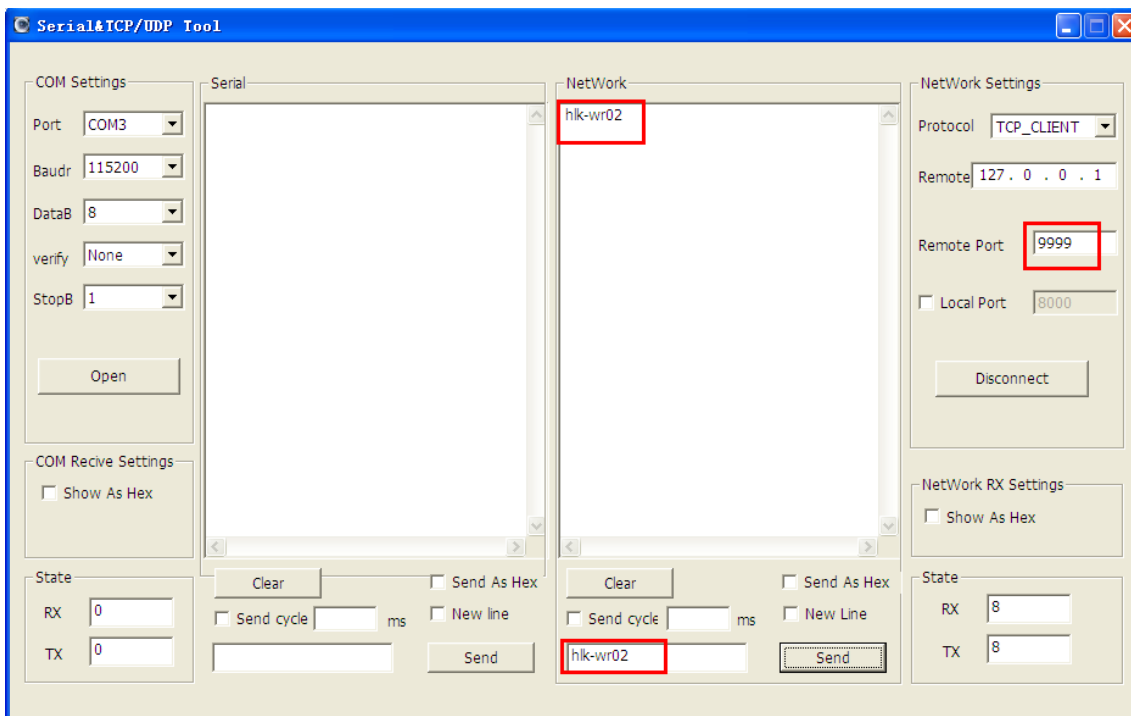 Serial&TCP/UDP Tool
COM Settings
Port COM3
Baudr 115200
DataB 8
verify None
StopB 1
Open
COM Recive Settings
Show As Hex
State
RX 0
TX 0
Serial
Clear
Send As Hex
Send cycle ms
New line
Send
NetWork
hlk-wr02
Clear
Send As Hex
Send cycle ms
New Line
hlk-wr02
Send
NetWork Settings
Protocol TCP_CLIENT
Remote 127 . 0 . 0 . 1
Remote Port 9999
Local Port 8000
Disconnect
NetWork RX Settings
Show As Hex
State
RX 8
TX 8